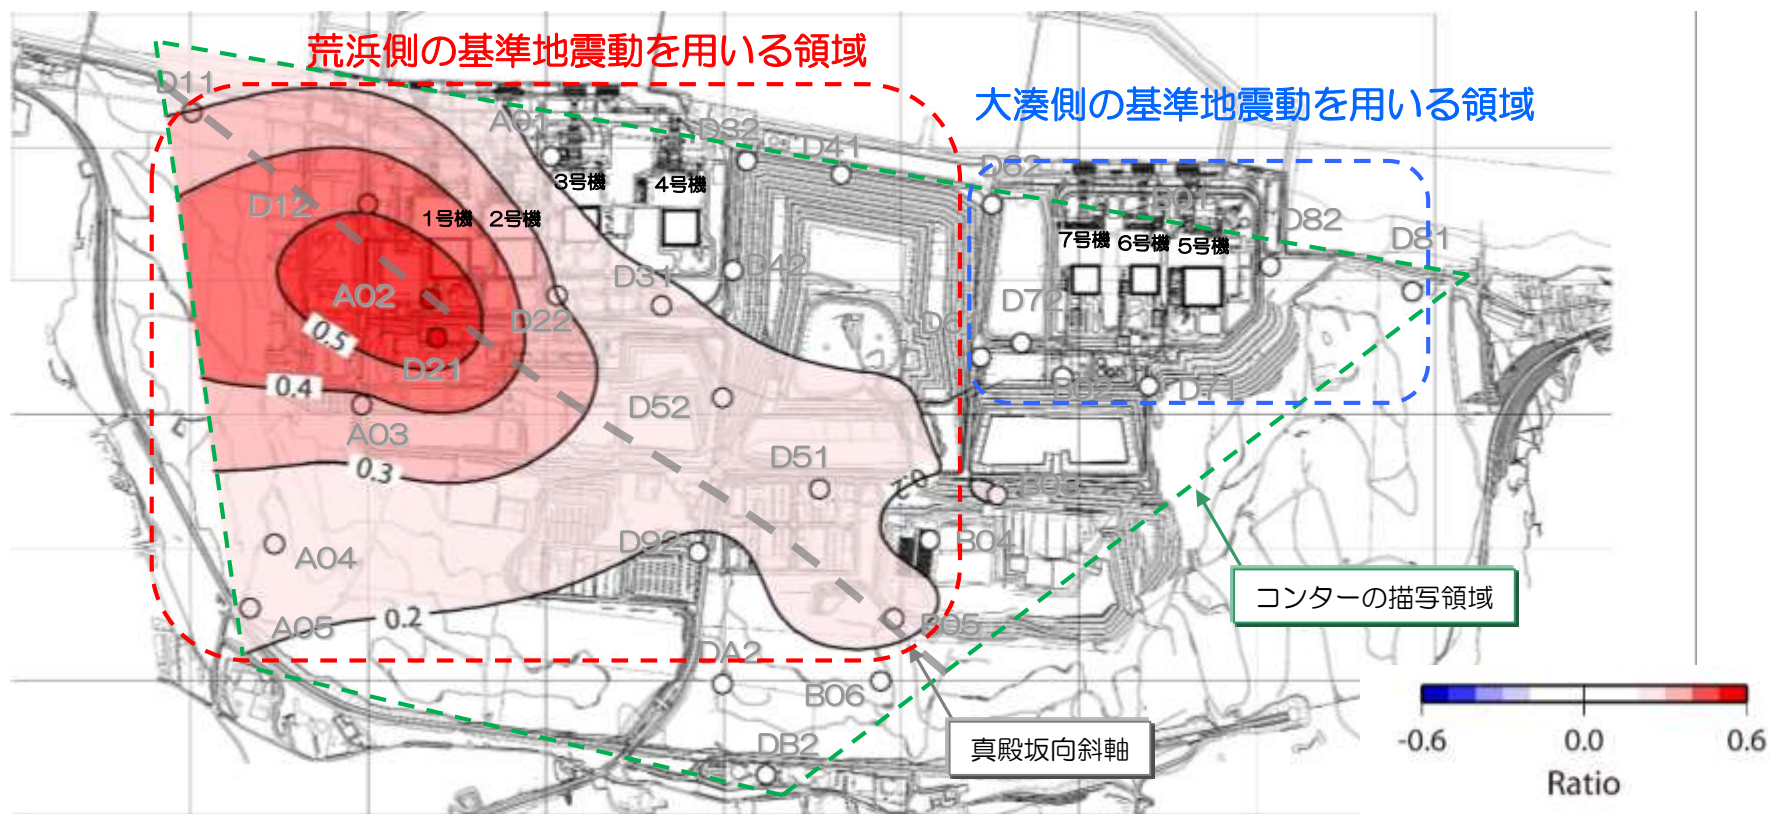 荒浜側の基準地震動を用いる領域
大湊側の基準地震動を用いる領域
D11
A01
D32
D41
D62
3号機
4号機
B01
D12
1号機
2号機
D82
D81
7号機
6号機
5号機
D42
D31
A02
D72
D22
0.5
D21
0.4
B02
D71
D52
A03
0.3
D51
B03
D92
B04
A04
0.2
A05
B05
コンターの描写領域
DA2
B06
DB2
真殿坂向斜軸
-0.6
0.0
0.6
Ratio